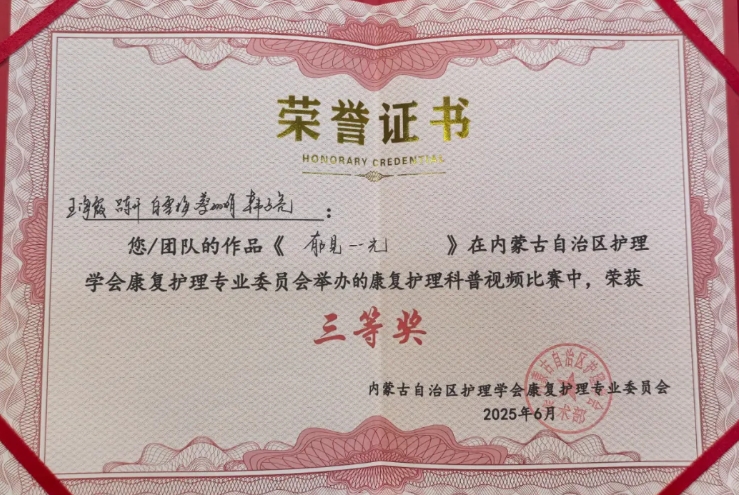 荣誉证书
HONORARY CREDENTIAL
:
您/团队的作品《 见一光 》在内蒙古自治区护理
学会康复护理专业委员会举办的康复护理科普视频比赛中，荣获
三等奖
内蒙古自治区护理学会康复护理专业委员会
2025年6月